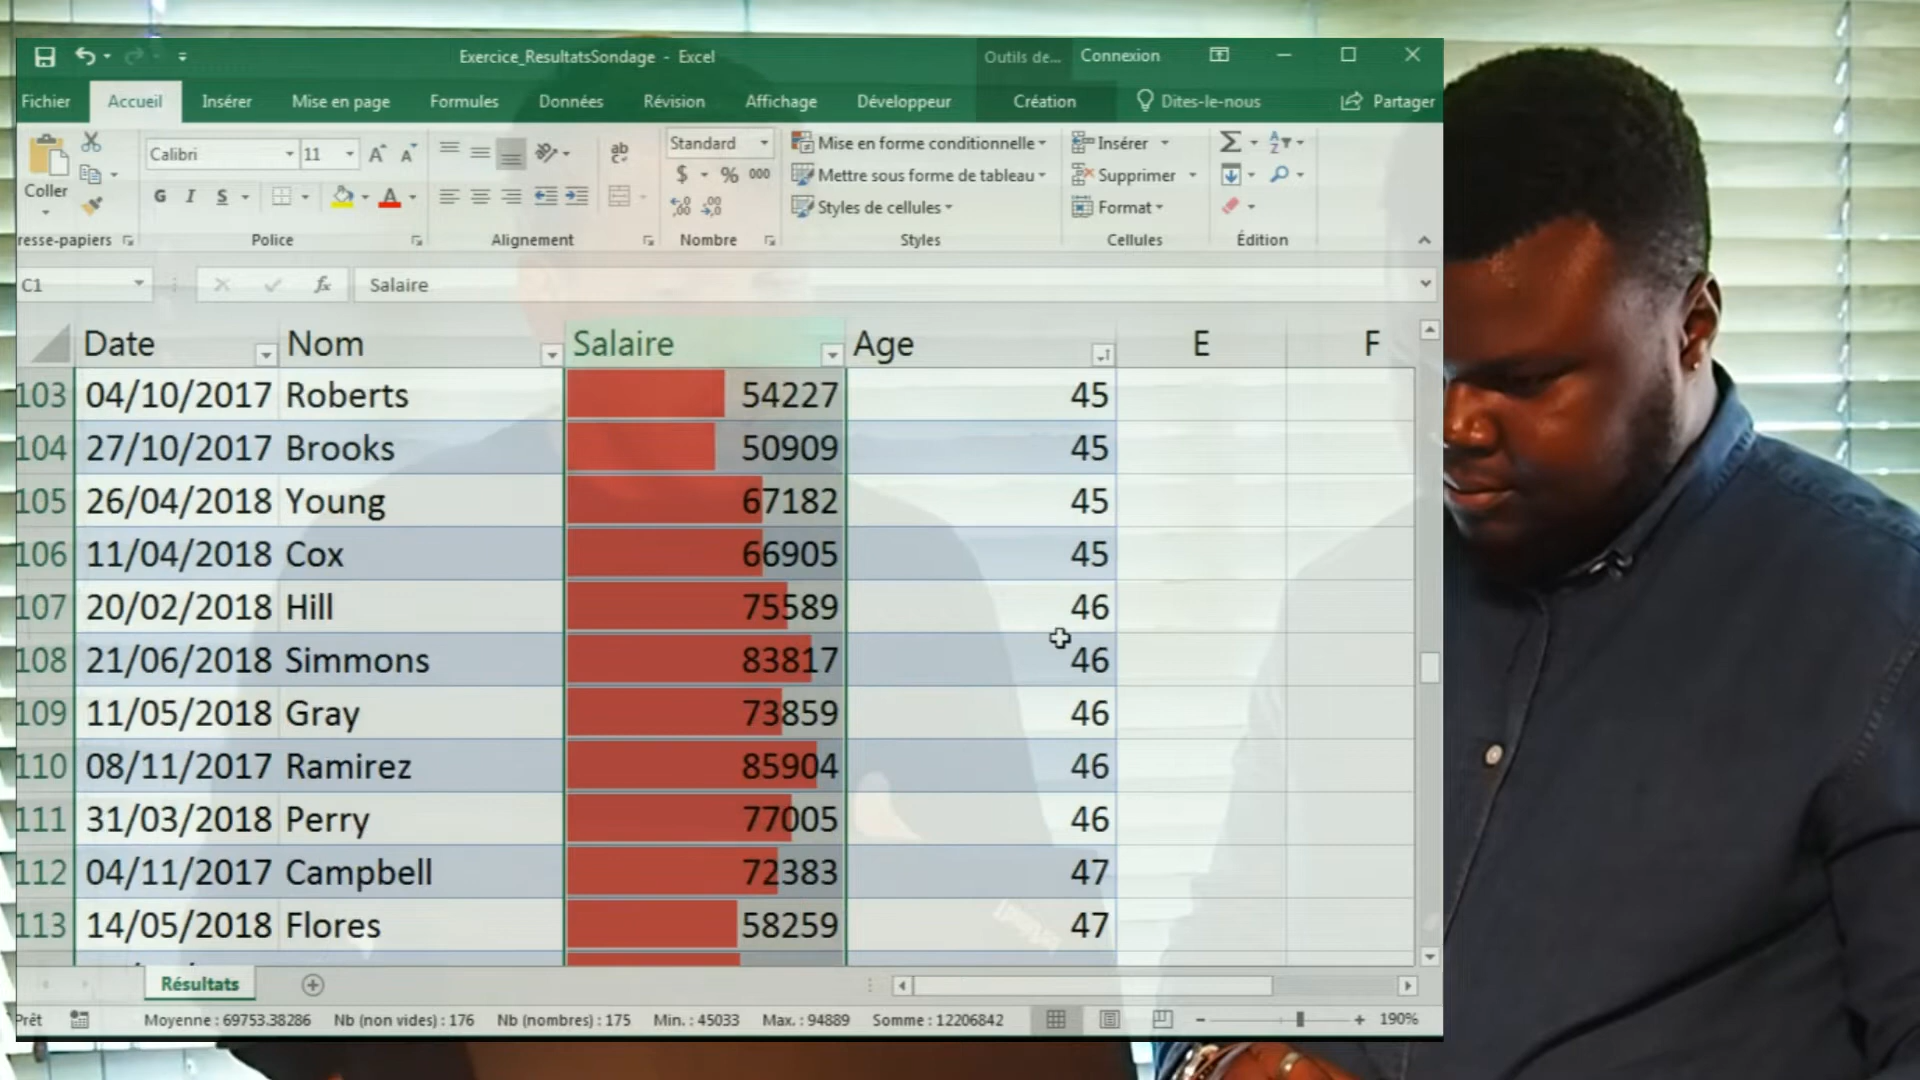 Exercice_ResultatsSondage - Excel
Outils de... Connexion
Fichier Accueil Insérer Mise en page Formules Données Révision Affichage Développeur Création Dites-le-nous Partager
Calibri 11 Standard Mise en forme conditionnelle Insérer
Coller $ % 000 Mettre sous forme de tableau Supprimer
G I S Styles de cellules Format
resse-papiers Police Alignement Nombre Styles Cellules Édition
C1 fx Salaire
Date Nom Salaire Age E F
103 04/10/2017 Roberts 54227 45
104 27/10/2017 Brooks 50909 45
105 26/04/2018 Young 67182 45
106 11/04/2018 Cox 66905 45
107 20/02/2018 Hill 75589 46
108 21/06/2018 Simmons 83817 46
109 11/05/2018 Gray 73859 46
110 08/11/2017 Ramirez 85904 46
111 31/03/2018 Perry 77005 46
112 04/11/2017 Campbell 72383 47
113 14/05/2018 Flores 58259 47
Résultats
Prêt Moyenne : 69753.38286 Nb (non vides) : 176 Nb (nombres) : 175 Min. : 45033 Max. : 94889 Somme : 12206842 190%